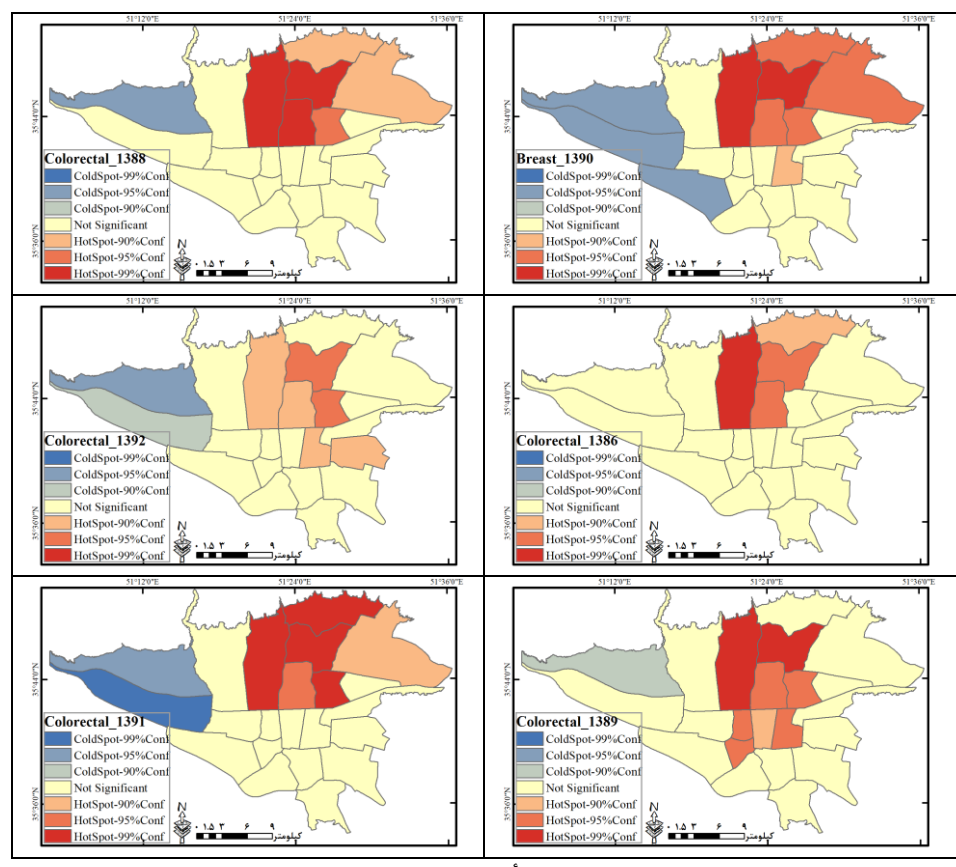 51°12'0"E 51°24'0"E 51°36'0"E
35°44'0"N
35°36'0"N
Colorectal_1388
ColdSpot-99%Conf
ColdSpot-95%Conf
ColdSpot-90%Conf
Not Significant
HotSpot-90%Conf
HotSpot-95%Conf
HotSpot-99%Conf
N
۰ ۱.۵ ۳ ۶ ۹
کیلومتر
51°12'0"E 51°24'0"E 51°36'0"E
35°44'0"N
35°36'0"N
Breast_1390
ColdSpot-99%Conf
ColdSpot-95%Conf
ColdSpot-90%Conf
Not Significant
HotSpot-90%Conf
HotSpot-95%Conf
HotSpot-99%Conf
N
۰ ۱.۵ ۳ ۶ ۹
کیلومتر
51°12'0"E 51°24'0"E 51°36'0"E
35°44'0"N
35°36'0"N
Colorectal_1392
ColdSpot-99%Conf
ColdSpot-95%Conf
ColdSpot-90%Conf
Not Significant
HotSpot-90%Conf
HotSpot-95%Conf
HotSpot-99%Conf
N
۰ ۱.۵ ۳ ۶ ۹
کیلومتر
51°12'0"E 51°24'0"E 51°36'0"E
35°44'0"N
35°36'0"N
Colorectal_1386
ColdSpot-99%Conf
ColdSpot-95%Conf
ColdSpot-90%Conf
Not Significant
HotSpot-90%Conf
HotSpot-95%Conf
HotSpot-99%Conf
N
۰ ۱.۵ ۳ ۶ ۹
کیلومتر
51°12'0"E 51°24'0"E 51°36'0"E
35°44'0"N
35°36'0"N
Colorectal_1391
ColdSpot-99%Conf
ColdSpot-95%Conf
ColdSpot-90%Conf
Not Significant
HotSpot-90%Conf
HotSpot-95%Conf
HotSpot-99%Conf
N
۰ ۱.۵ ۳ ۶ ۹
کیلومتر
51°12'0"E 51°24'0"E 51°36'0"E
35°44'0"N
35°36'0"N
Colorectal_1389
ColdSpot-99%Conf
ColdSpot-95%Conf
ColdSpot-90%Conf
Not Significant
HotSpot-90%Conf
HotSpot-95%Conf
HotSpot-99%Conf
N
۰ ۱.۵ ۳ ۶ ۹
کیلومتر